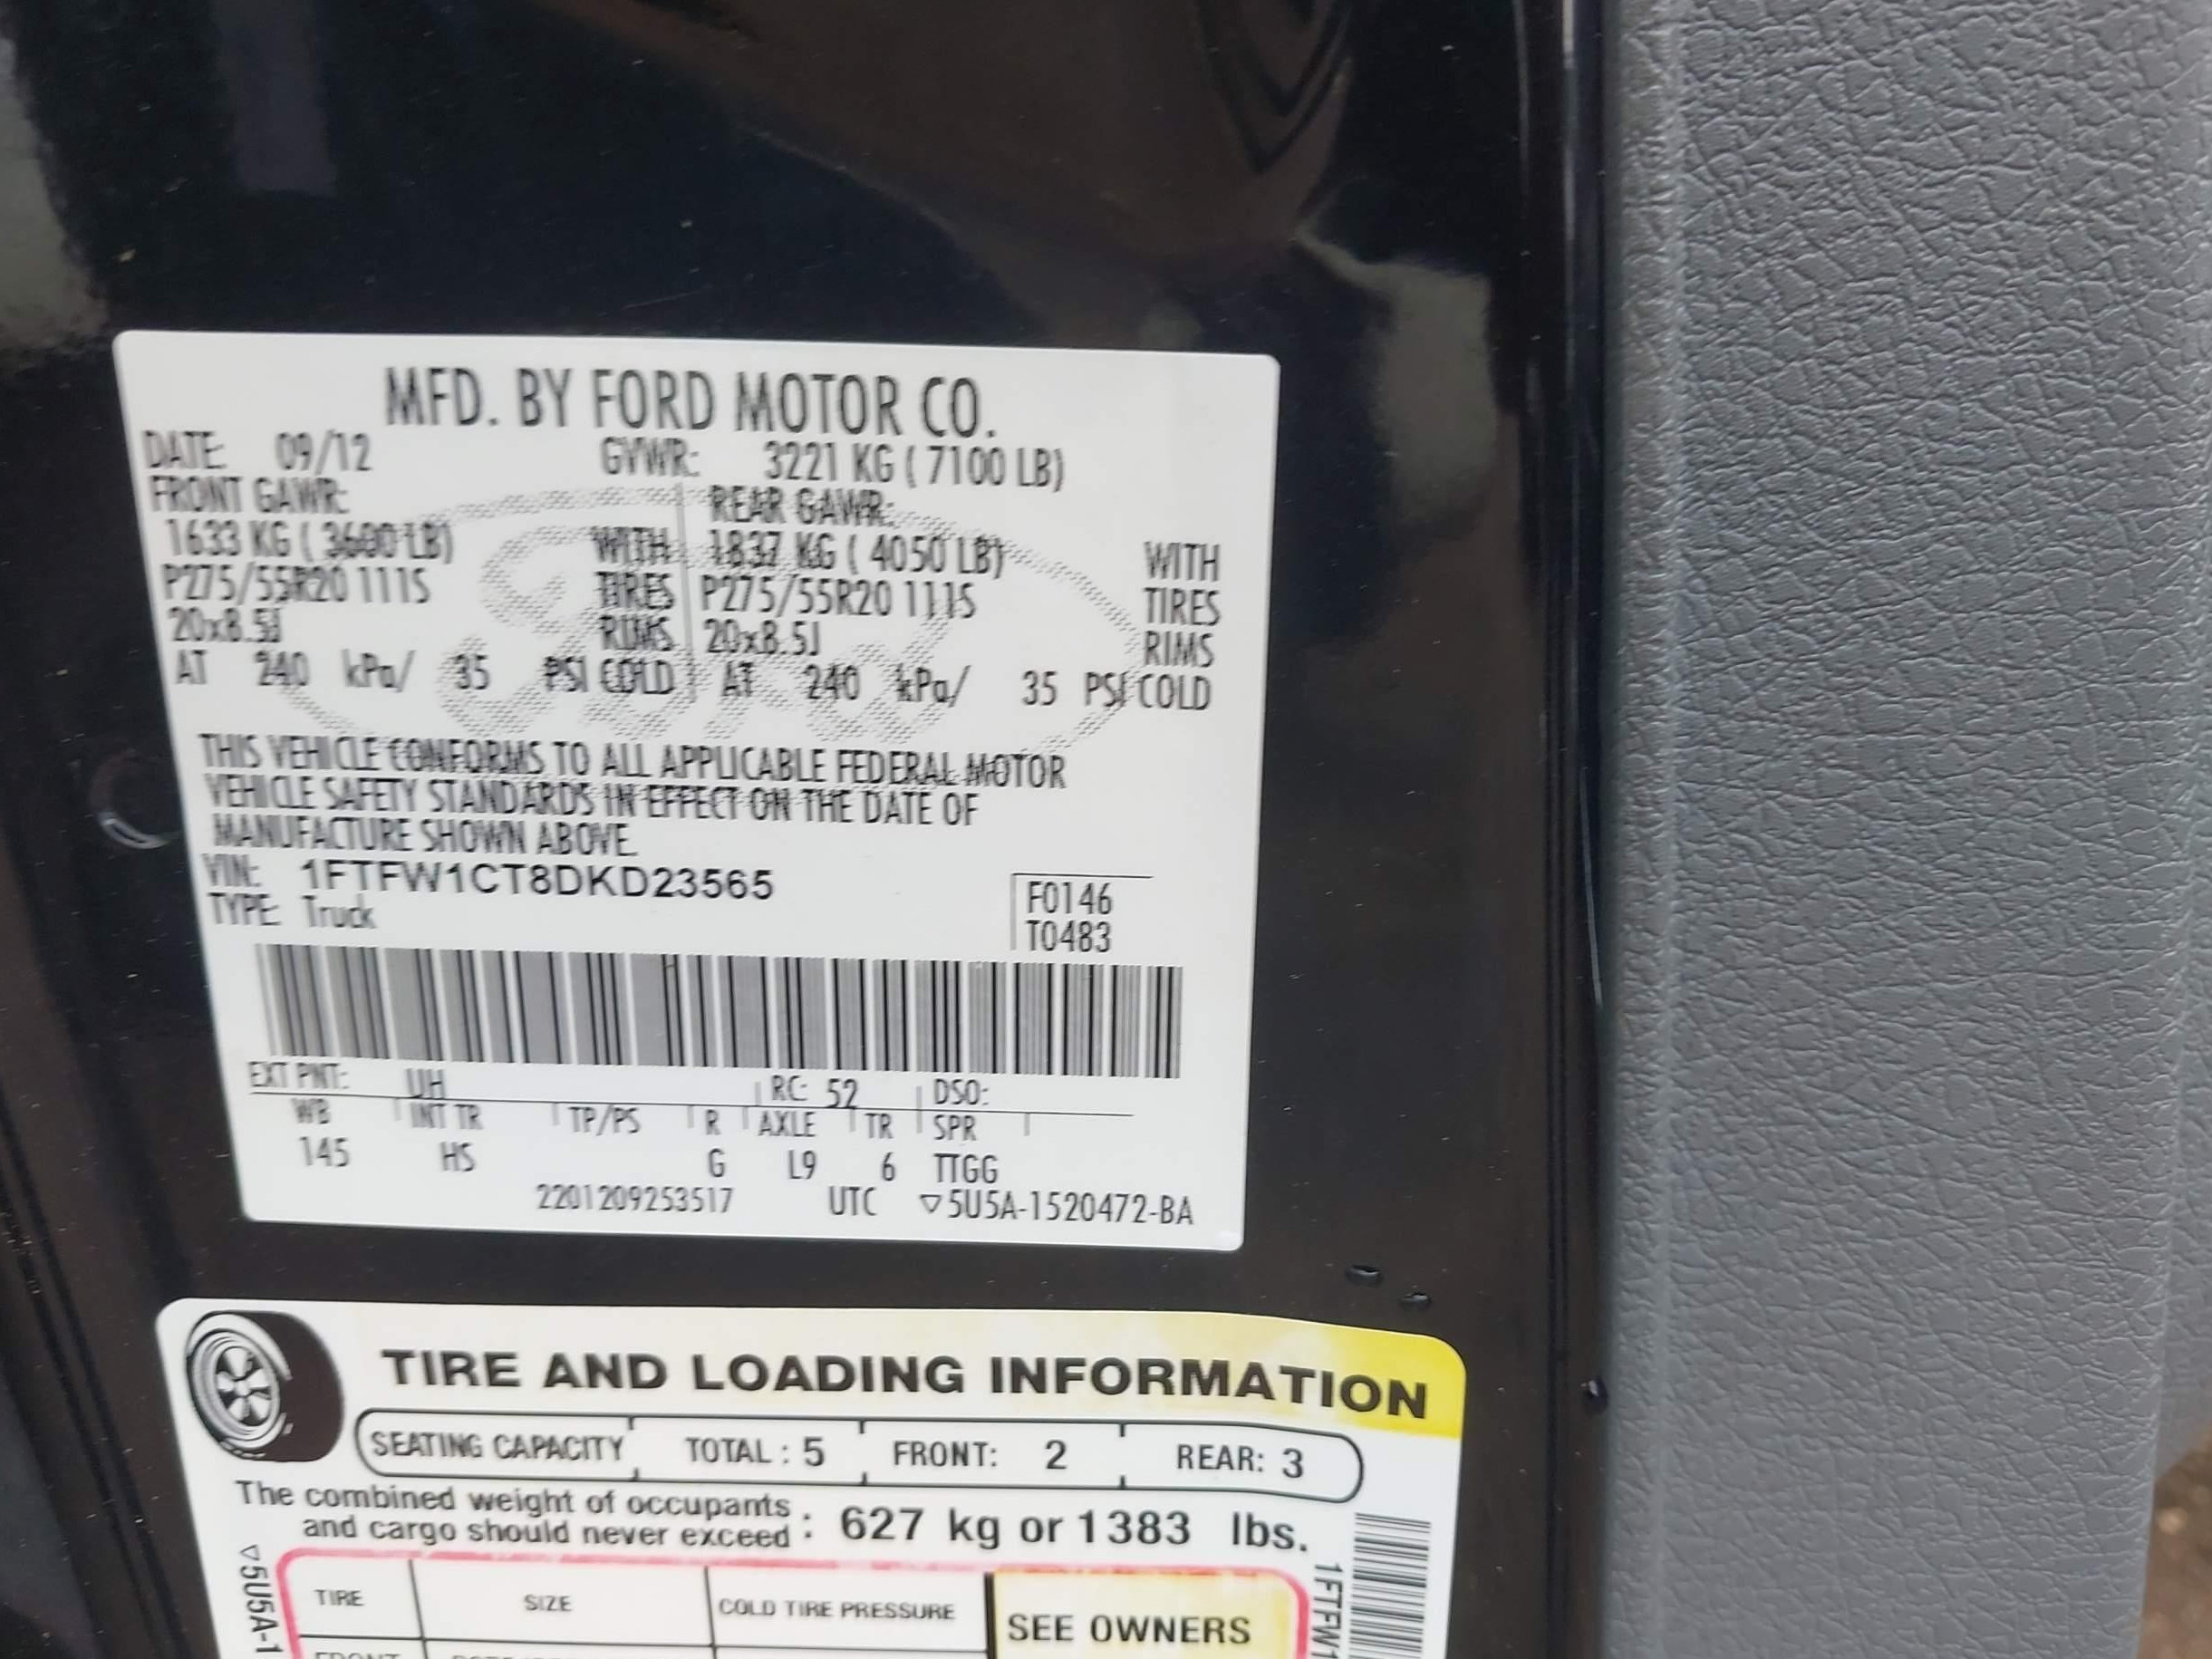 MFD. BY FORD MOTOR CO.
DATE: 09/12 GVWR: 3221 KG ( 7100 LB)
FRONT GAWR: REAR GAWR:
1633 KG ( 3600 LB) WITH 1837 KG ( 4050 LB) WITH
P275/55R20 111S TIRES P275/55R20 111S TIRES
20x8.5J RIMS 20x8.5J RIMS
AT 240 kPa/ 35 PSI COLD AT 240 kPa/ 35 PSI COLD
THIS VEHICLE CONFORMS TO ALL APPLICABLE FEDERAL MOTOR
VEHICLE SAFETY STANDARDS IN EFFECT ON THE DATE OF
MANUFACTURE SHOWN ABOVE.
VIN: 1FTFW1CT8DKD23565
TYPE: Truck
F0146
T0483
EXT PNT: UH RC: 52 DSO:
WB INT TR TP/PS R AXLE TR SPR
145 HS G L9 6 TTGG
2201209253517 UTC ▽5U5A-1520472-BA
TIRE AND LOADING INFORMATION
SEATING CAPACITY TOTAL : 5 FRONT: 2 REAR: 3
The combined weight of occupants
and cargo should never exceed : 627 kg or 1383 lbs.
TIRE SIZE COLD TIRE PRESSURE SEE OWNERS
FRONT
▽5U5A-1
1FTFW1